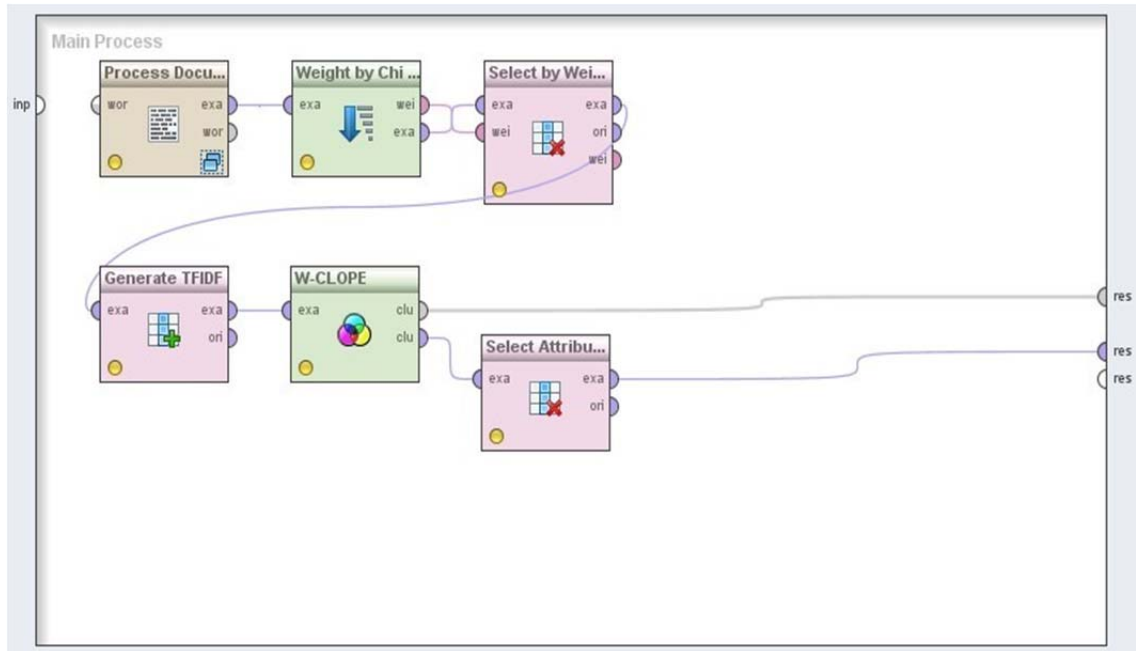 Main Process
Process Docu... Weight by Chi ... Select by Wei...
inp wor exa exa wei exa exa
wor exa wei ori
wei
Generate TFIDF W-CLOPE
exa exa exa clu res
ori clu
Select Attribu... res
exa exa res
ori